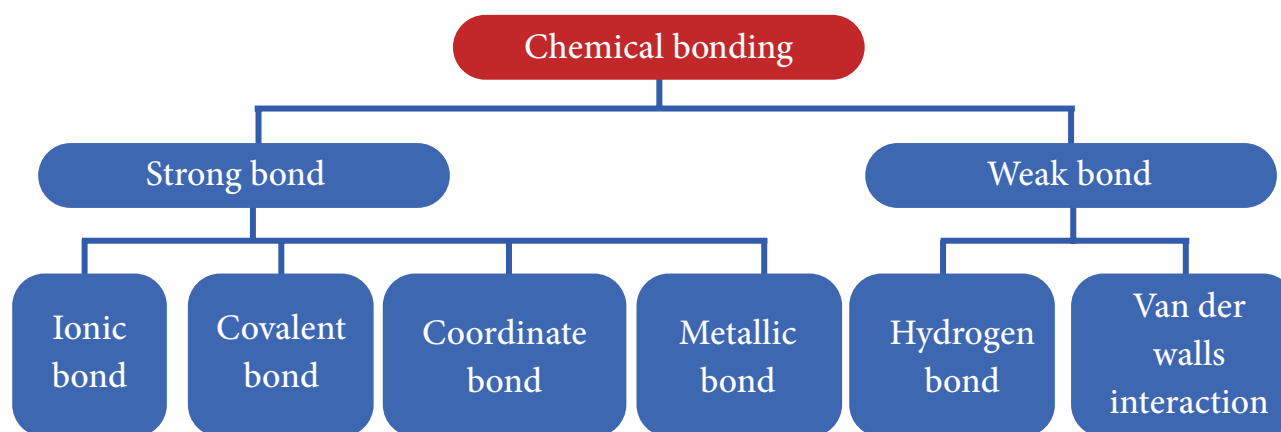 Chemical bonding
Strong bond
Weak bond
Ionic
bond
Covalent
bond
Coordinate
bond
Metallic
bond
Hydrogen
bond
Van der
walls
interaction